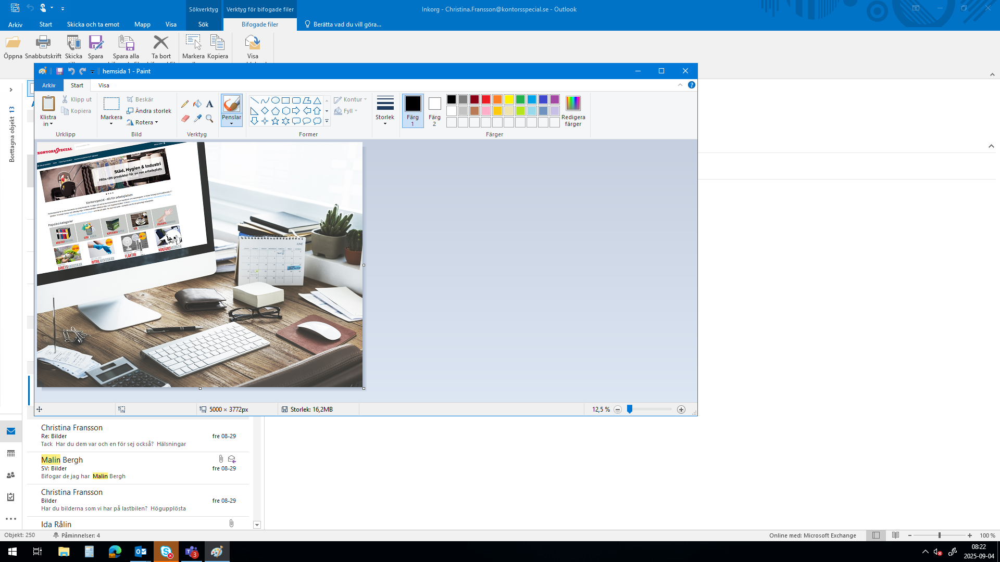 Sökverktyg
Verktyg för bifogade filer
Inkorg - Christina.Fransson@kontorsspecial.se - Outlook
Arkiv
Start
Skicka och ta emot
Mapp
Visa
Sök
Bifogade filer
Berätta vad du vill göra...
Öppna
Snabbutskrift
Skicka
Spara
Spara alla
Ta bort
Markera
Kopiera
Visa
hemsida 1 - Paint
Arkiv
Start
Visa
Klistra
in
Klipp ut
Kopiera
Urklipp
Markera
Beskär
Ändra storlek
Rotera
Bild
Verktyg
Penslar
Kontur
Fyll
Former
Storlek
Färg
1
Färg
2
Redigera
färger
Färger
Borttagna objekt 13
KONTORSSPECIAL
Städ, Hygien & Industri
Hitta rätt produkter för en ren arbetsplats
Kontorsspecial - Allt för arbetsplatsen
Populära kategorier
ARBETSHANDSKAR
NITRILHANDSKAR
FLÄKTAR
KONTORSMÖBLER
JUNE
5000 × 3772px
Storlek: 16,2MB
12,5 %
Christina Fransson
Re: Bilder
fre 08-29
Tack Har du dem var och en för sej också? Hälsningar
Malin Bergh
SV: Bilder
fre 08-29
Bifogar de jag har Malin Bergh
Christina Fransson
Bilder
fre 08-29
Har du bilderna som vi har på lastbilen? Högupplösta
Ida Rålin
Objekt: 250
Påminnelser: 4
Online med: Microsoft Exchange
100 %
3
08:22
2025-09-04